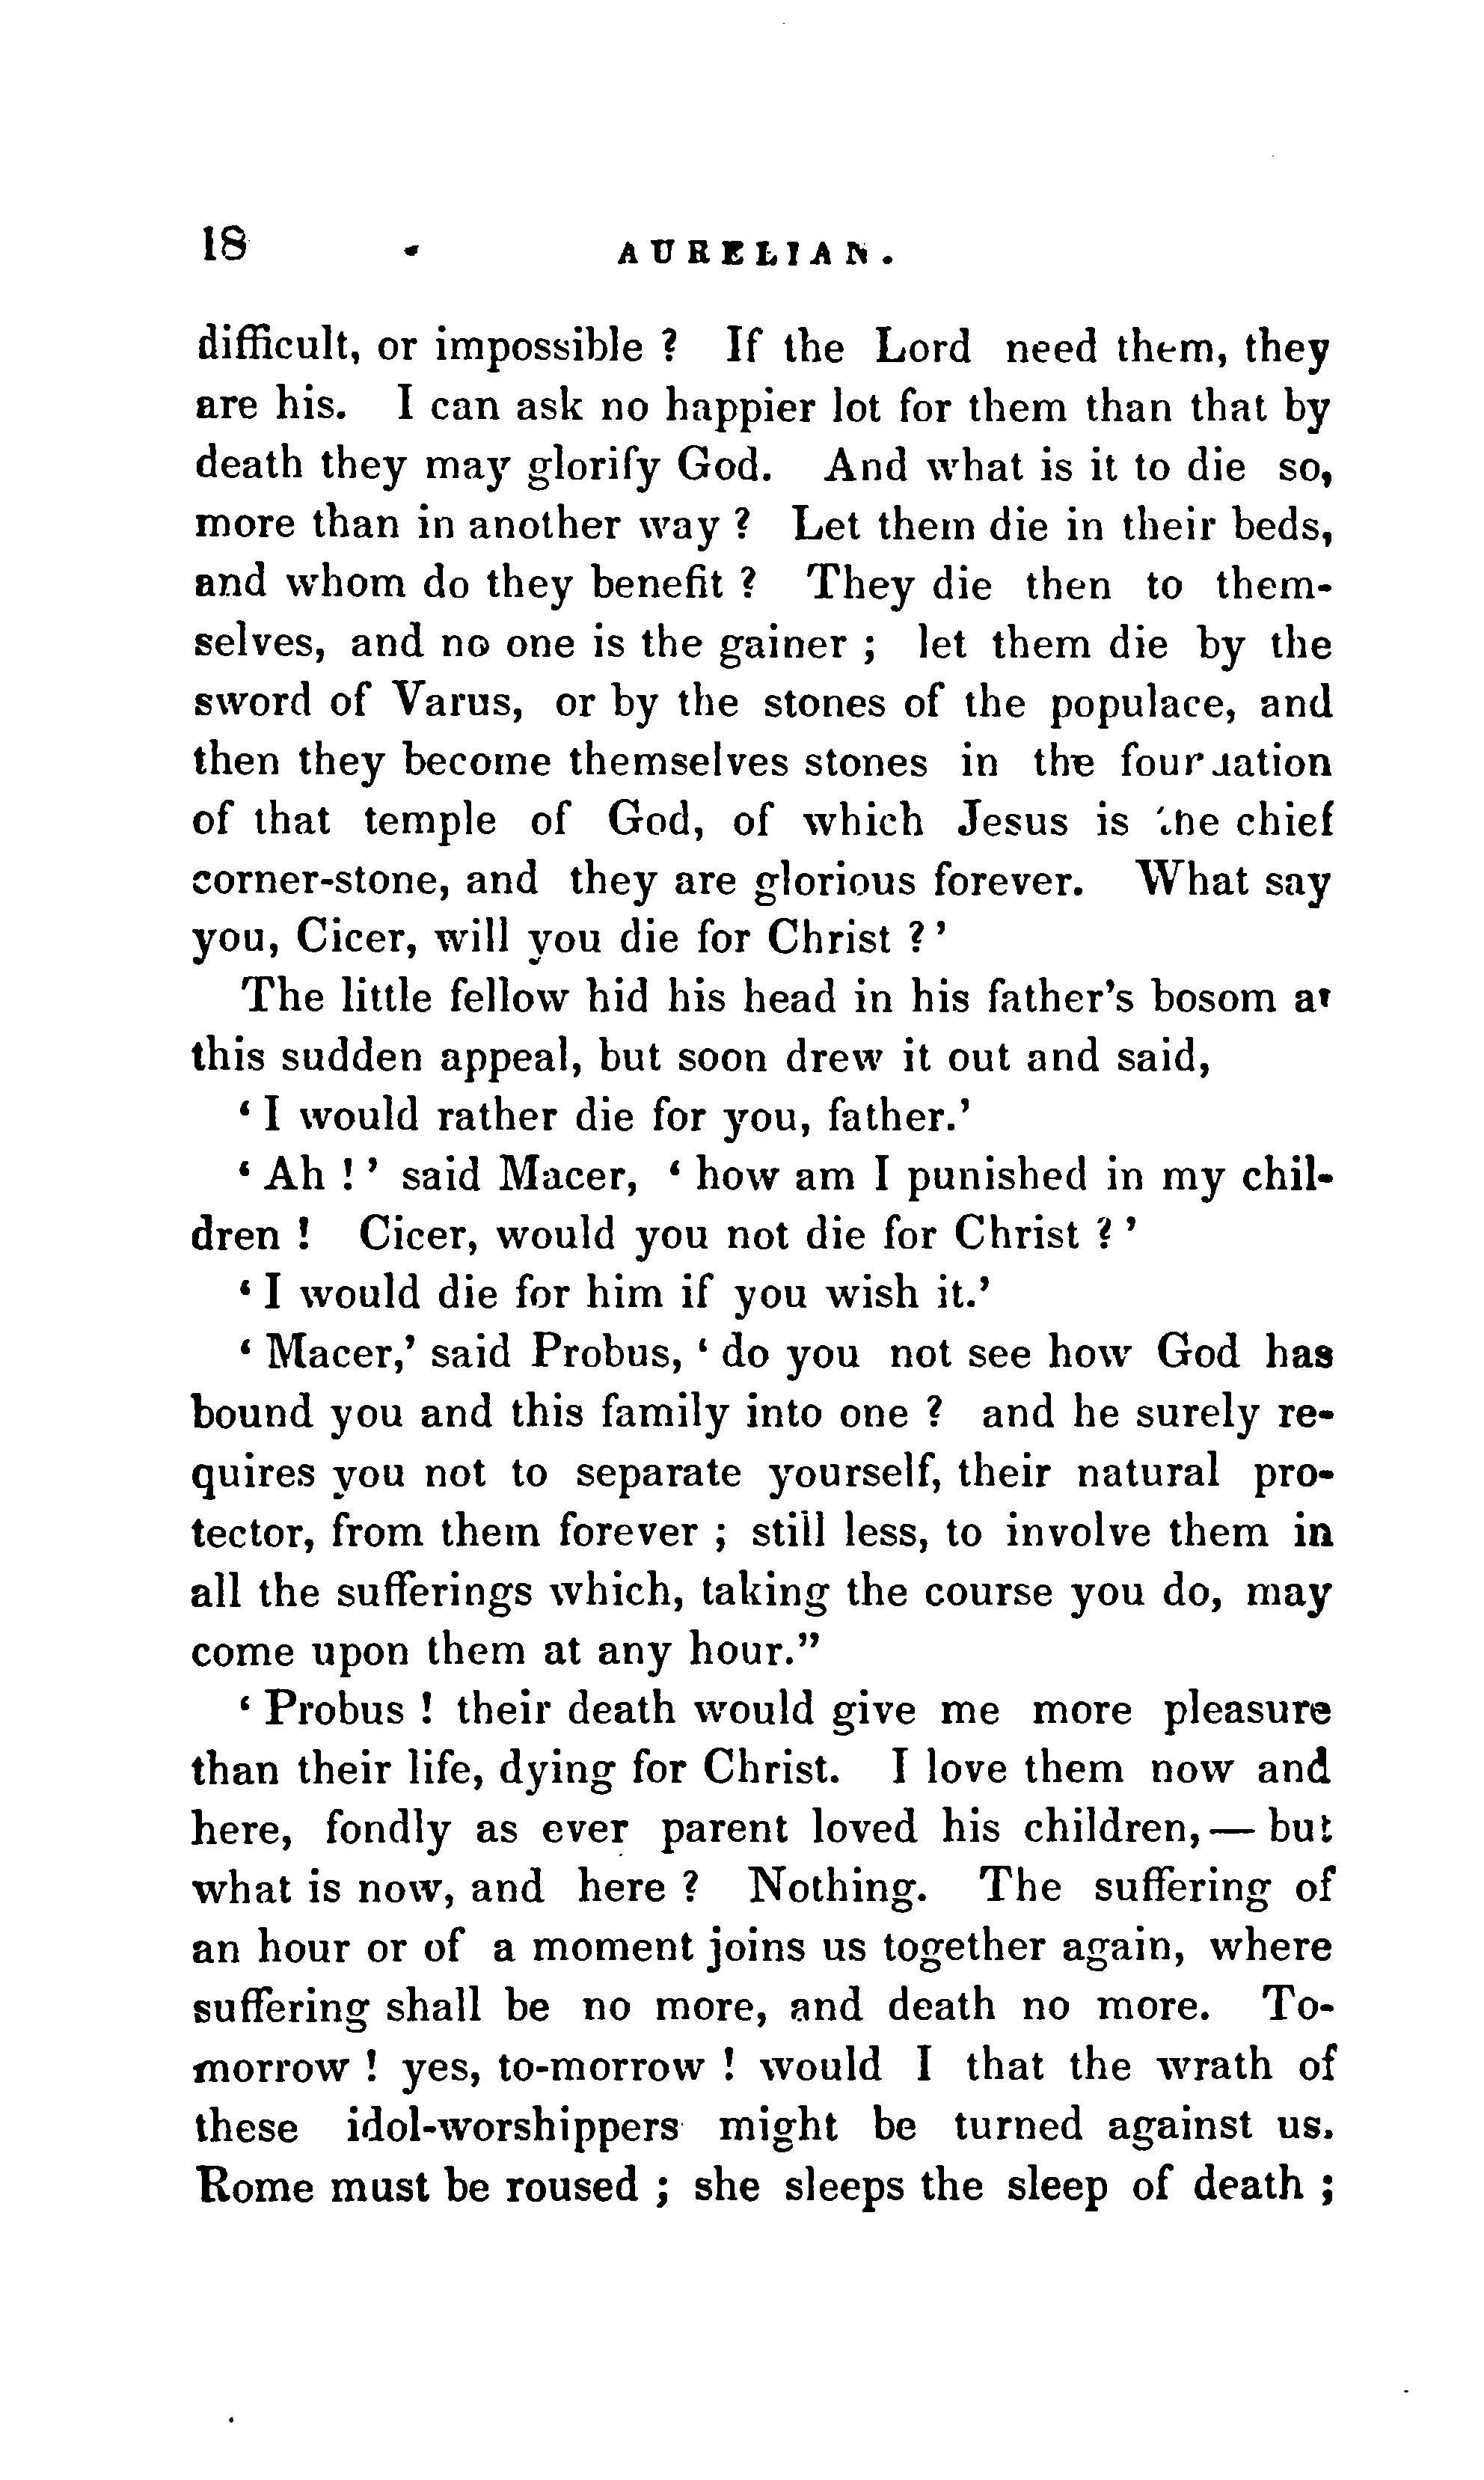 18 AURELIAN.
difficult, or impossible ? If the Lord need them, they
are his. I can ask no happier lot for them than that by
death they may glorify God. And what is it to die so,
more than in another way ? Let them die in their beds,
and whom do they benefit ? They die then to them-
selves, and no one is the gainer ; let them die by the
sword of Varus, or by the stones of the populace, and
then they become themselves stones in the foundation
of that temple of God, of which Jesus is the chief
corner-stone, and they are glorious forever. What say
you, Cicer, will you die for Christ ? ’
The little fellow hid his head in his father’s bosom at
this sudden appeal, but soon drew it out and said,
‘ I would rather die for you, father.’
‘ Ah ! ’ said Macer, ‘ how am I punished in my chil-
dren ! Cicer, would you not die for Christ ? ’
‘ I would die for him if you wish it.’
‘ Macer,’ said Probus, ‘ do you not see how God has
bound you and this family into one ? and he surely re-
quires you not to separate yourself, their natural pro-
tector, from them forever ; still less, to involve them in
all the sufferings which, taking the course you do, may
come upon them at any hour.”
‘ Probus ! their death would give me more pleasure
than their life, dying for Christ. I love them now and
here, fondly as ever parent loved his children, — but
what is now, and here ? Nothing. The suffering of
an hour or of a moment joins us together again, where
suffering shall be no more, and death no more. To-
morrow ! yes, to-morrow ! would I that the wrath of
these idol-worshippers might be turned against us.
Rome must be roused ; she sleeps the sleep of death ;